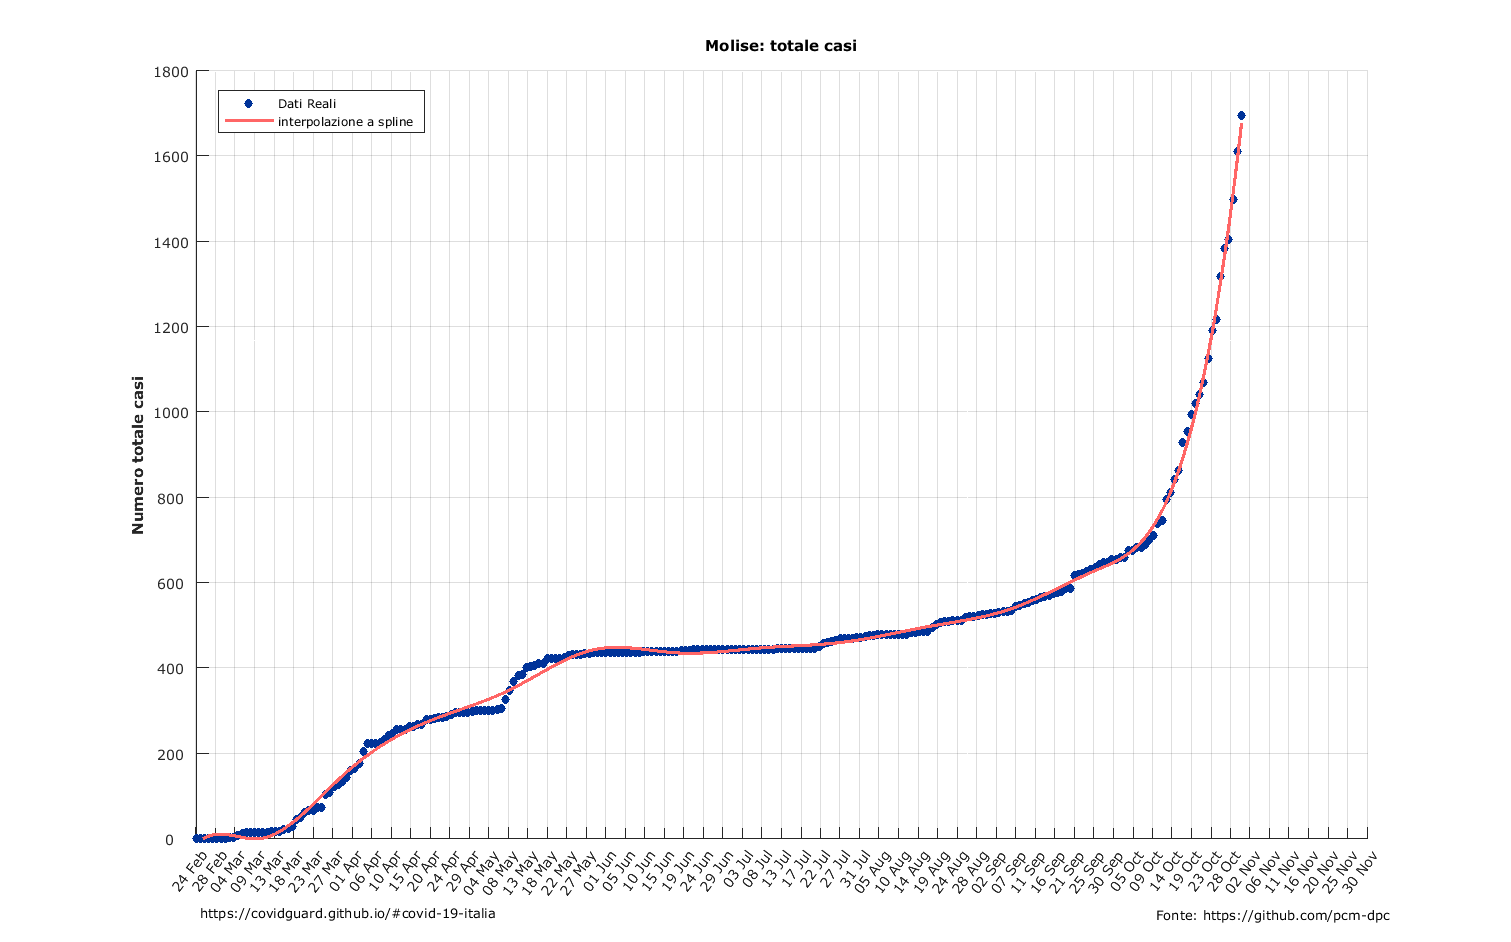 Molise: totale casi
Dati Reali
interpolazione a spline
Numero totale casi
1800
1600
1400
1200
1000
800
600
400
200
0
24 Feb
28 Feb
04 Mar
09 Mar
13 Mar
18 Mar
23 Mar
27 Mar
01 Apr
06 Apr
10 Apr
15 Apr
20 Apr
24 Apr
29 Apr
04 May
08 May
13 May
18 May
22 May
27 May
01 Jun
05 Jun
10 Jun
15 Jun
19 Jun
24 Jun
29 Jun
03 Jul
08 Jul
13 Jul
17 Jul
22 Jul
27 Jul
31 Jul
05 Aug
10 Aug
14 Aug
19 Aug
24 Aug
28 Aug
02 Sep
07 Sep
11 Sep
16 Sep
21 Sep
25 Sep
30 Sep
05 Oct
09 Oct
14 Oct
19 Oct
23 Oct
28 Oct
02 Nov
06 Nov
11 Nov
16 Nov
20 Nov
25 Nov
30 Nov
https://covidguard.github.io/#covid-19-italia
Fonte: https://github.com/pcm-dpc